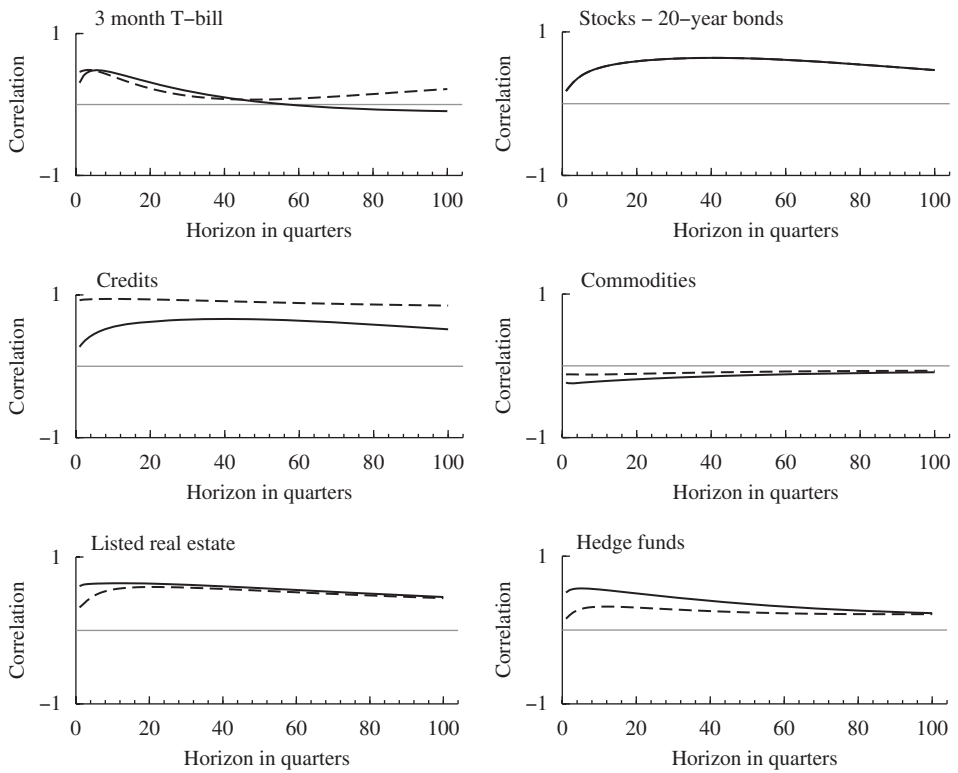 3 month T−bill
1
Correlation
−1
0 20 40 60 80 100
Horizon in quarters
Stocks − 20−year bonds
1
Correlation
−1
0 20 40 60 80 100
Horizon in quarters
Credits
1
Correlation
−1
0 20 40 60 80 100
Horizon in quarters
Commodities
1
Correlation
−1
0 20 40 60 80 100
Horizon in quarters
Listed real estate
1
Correlation
−1
0 20 40 60 80 100
Horizon in quarters
Hedge funds
1
Correlation
−1
0 20 40 60 80 100
Horizon in quarters